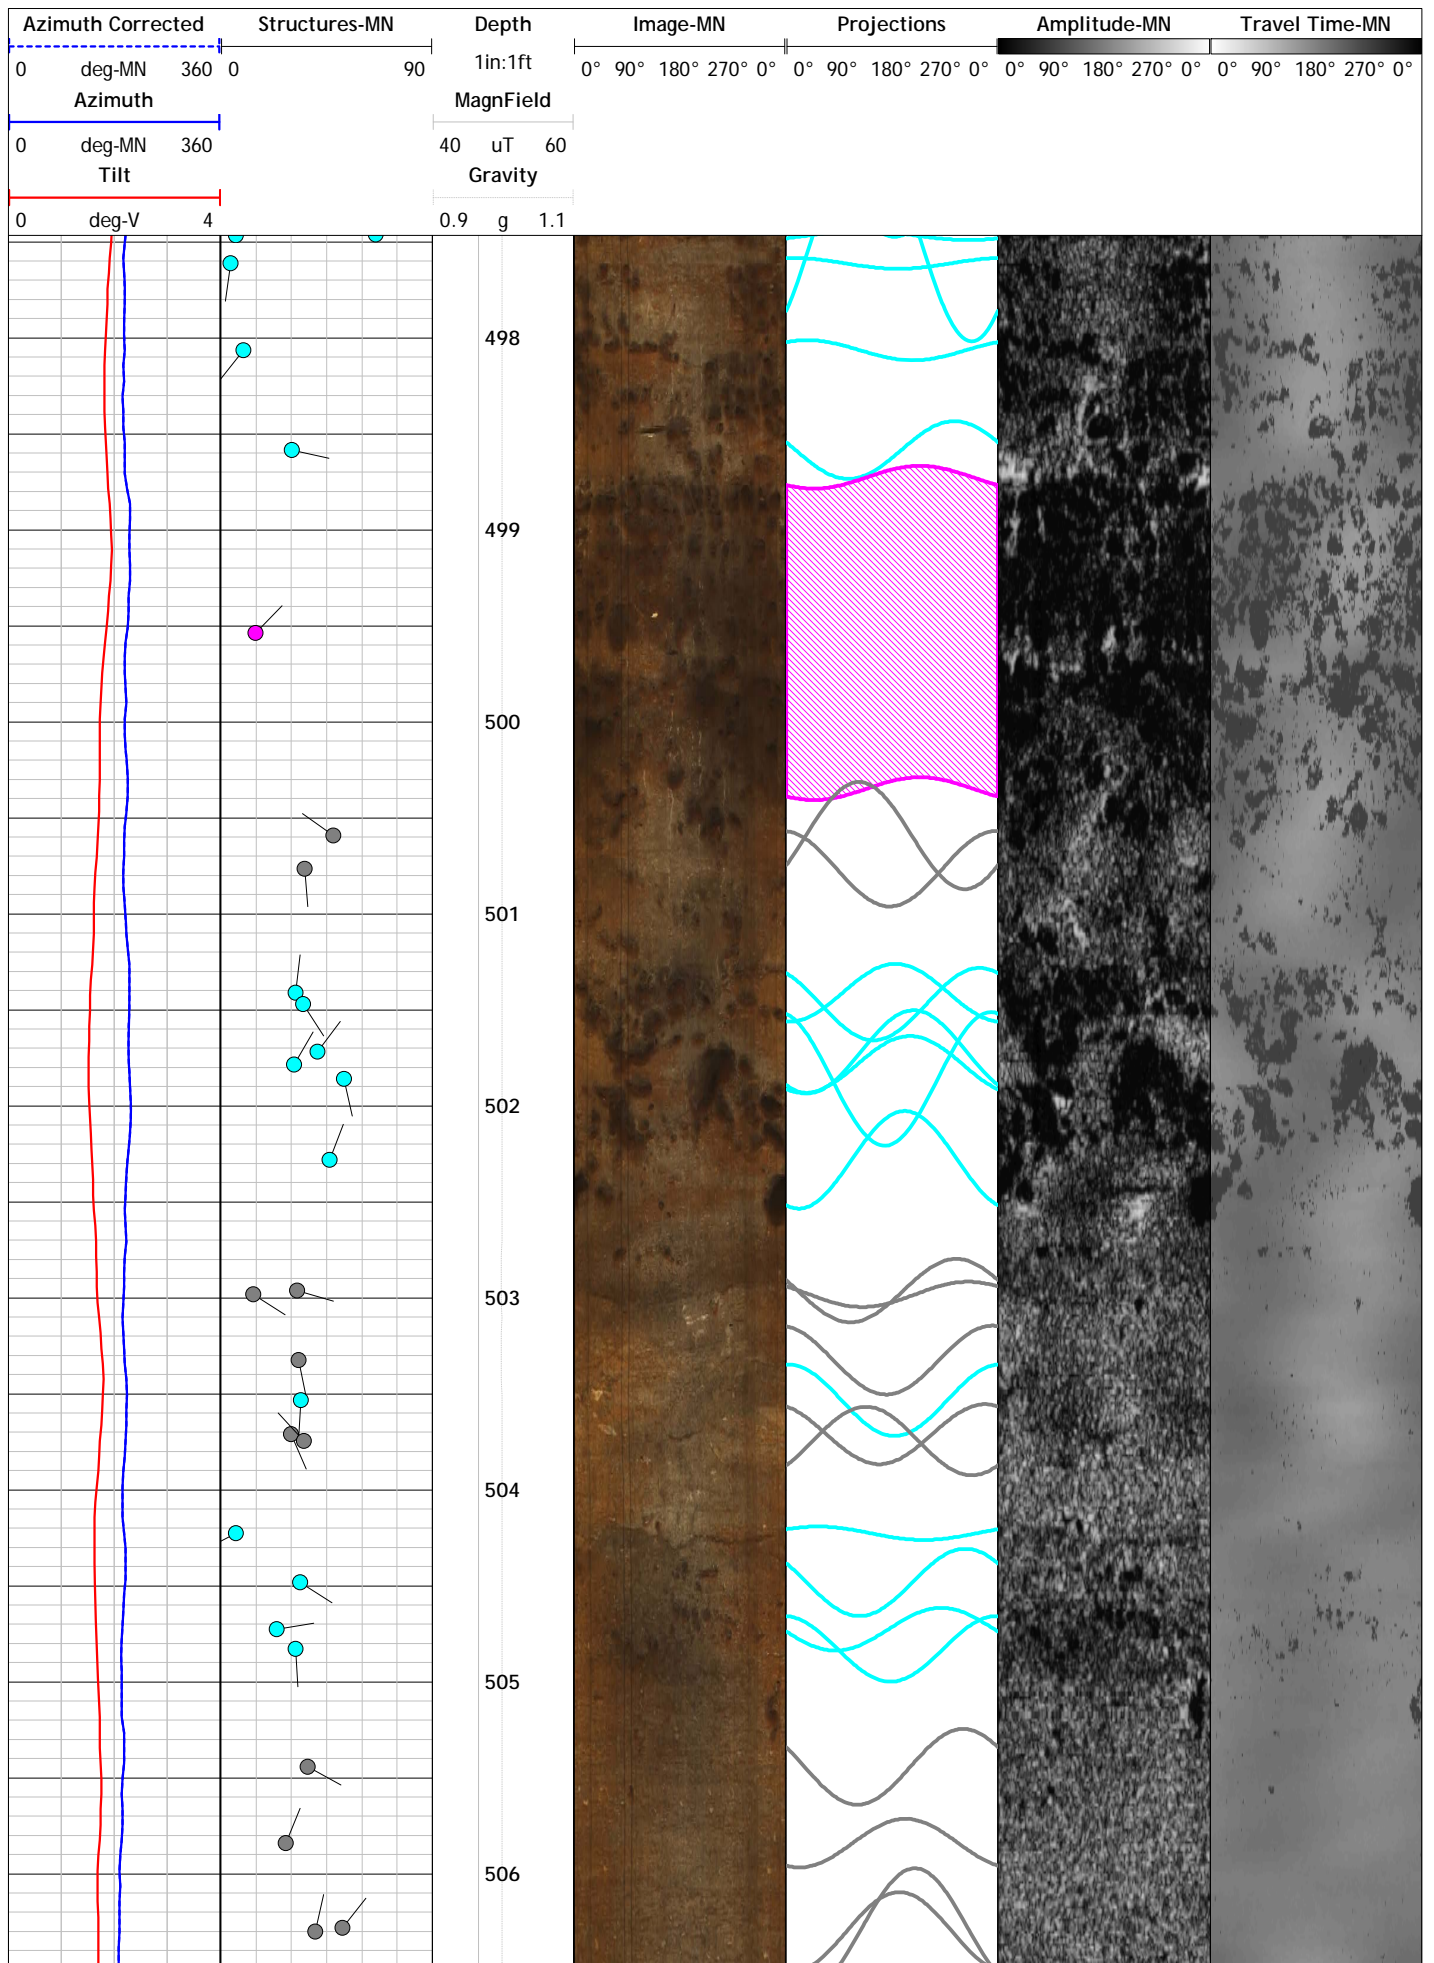 Azimuth Corrected Structures-MN Depth Image-MN Projections Amplitude-MN Travel Time-MN
0 deg-MN 360 0 90 1in:1ft 0° 90° 180° 270° 0° 0° 90° 180° 270° 0° 0° 90° 180° 270° 0° 0° 90° 180° 270° 0°
Azimuth MagnField
0 deg-MN 360 40 uT 60
Tilt Gravity
0 deg-V 4 0.9 g 1.1
498
499
500
501
502
503
504
505
506